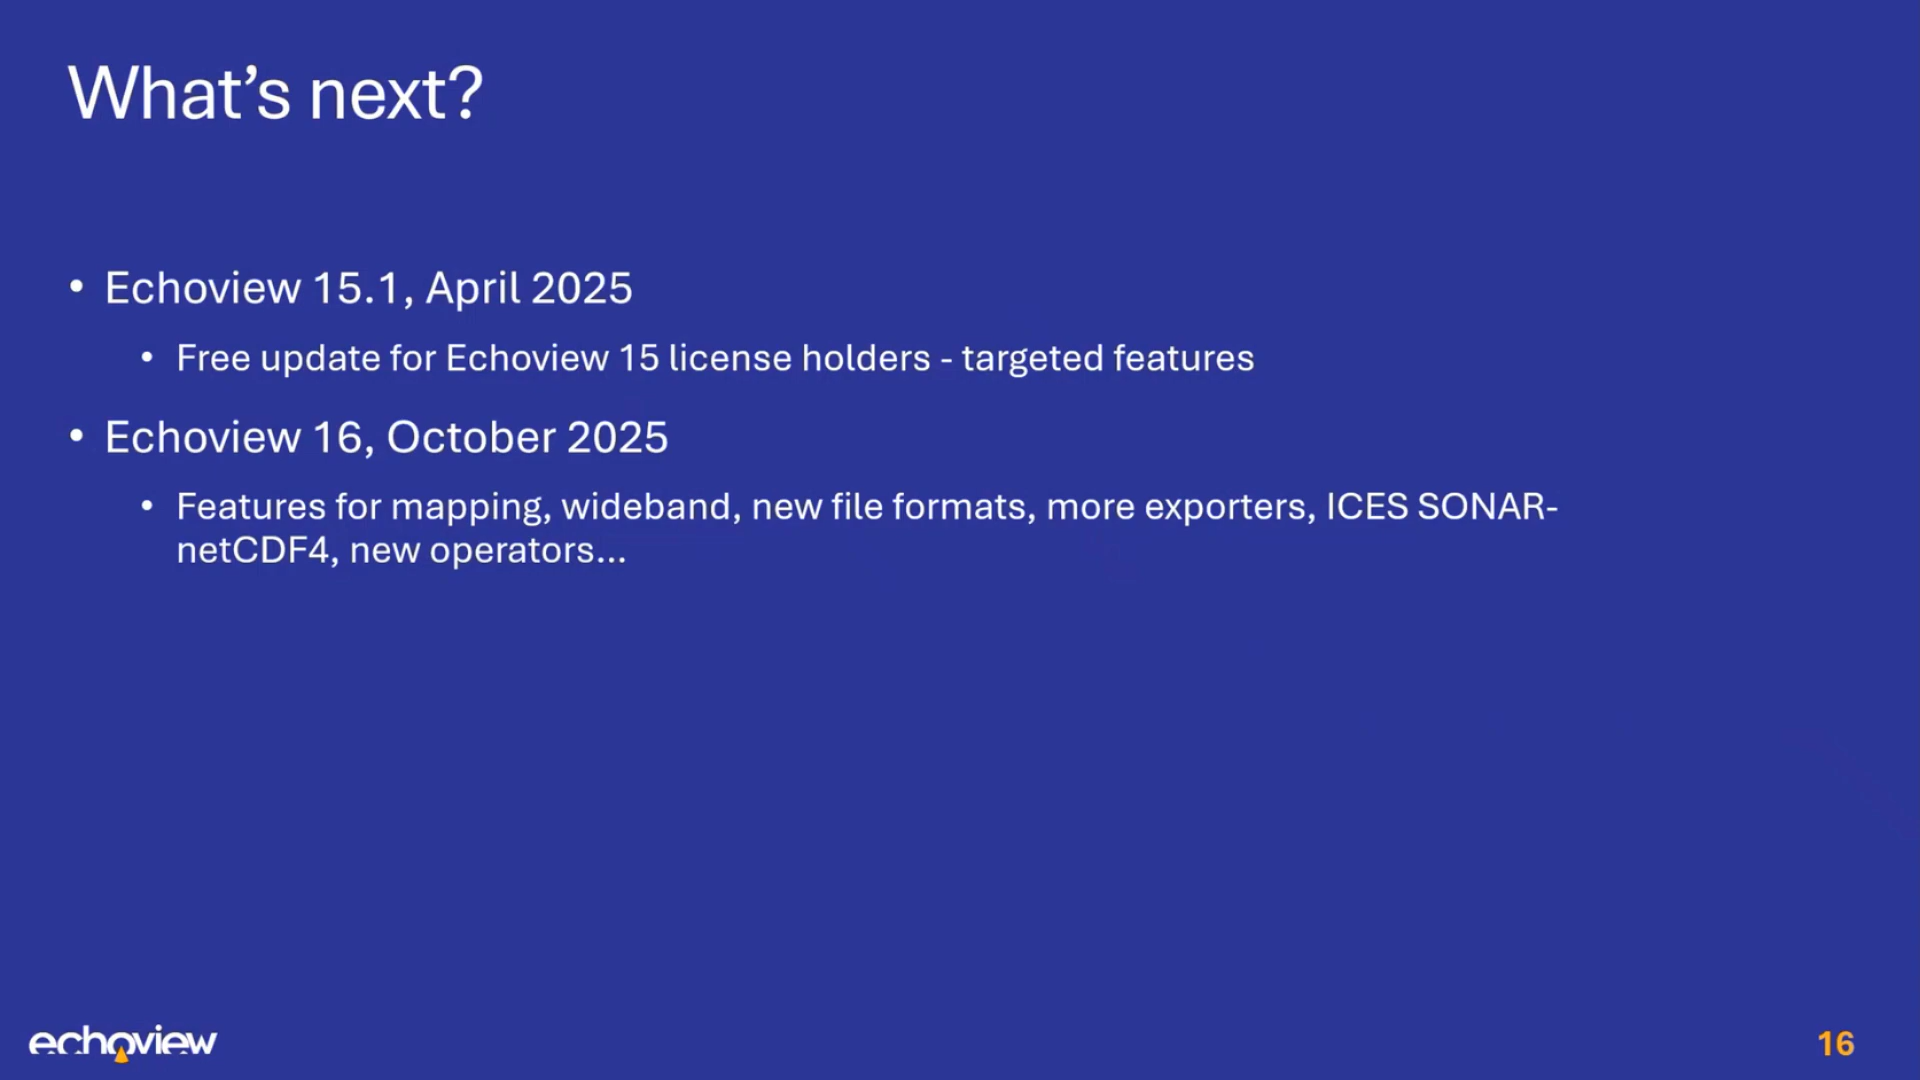 What’s next?
• Echoview 15.1, April 2025
• Free update for Echoview 15 license holders - targeted features
• Echoview 16, October 2025
• Features for mapping, wideband, new file formats, more exporters, ICES SONAR-
netCDF4, new operators...
echoview
16